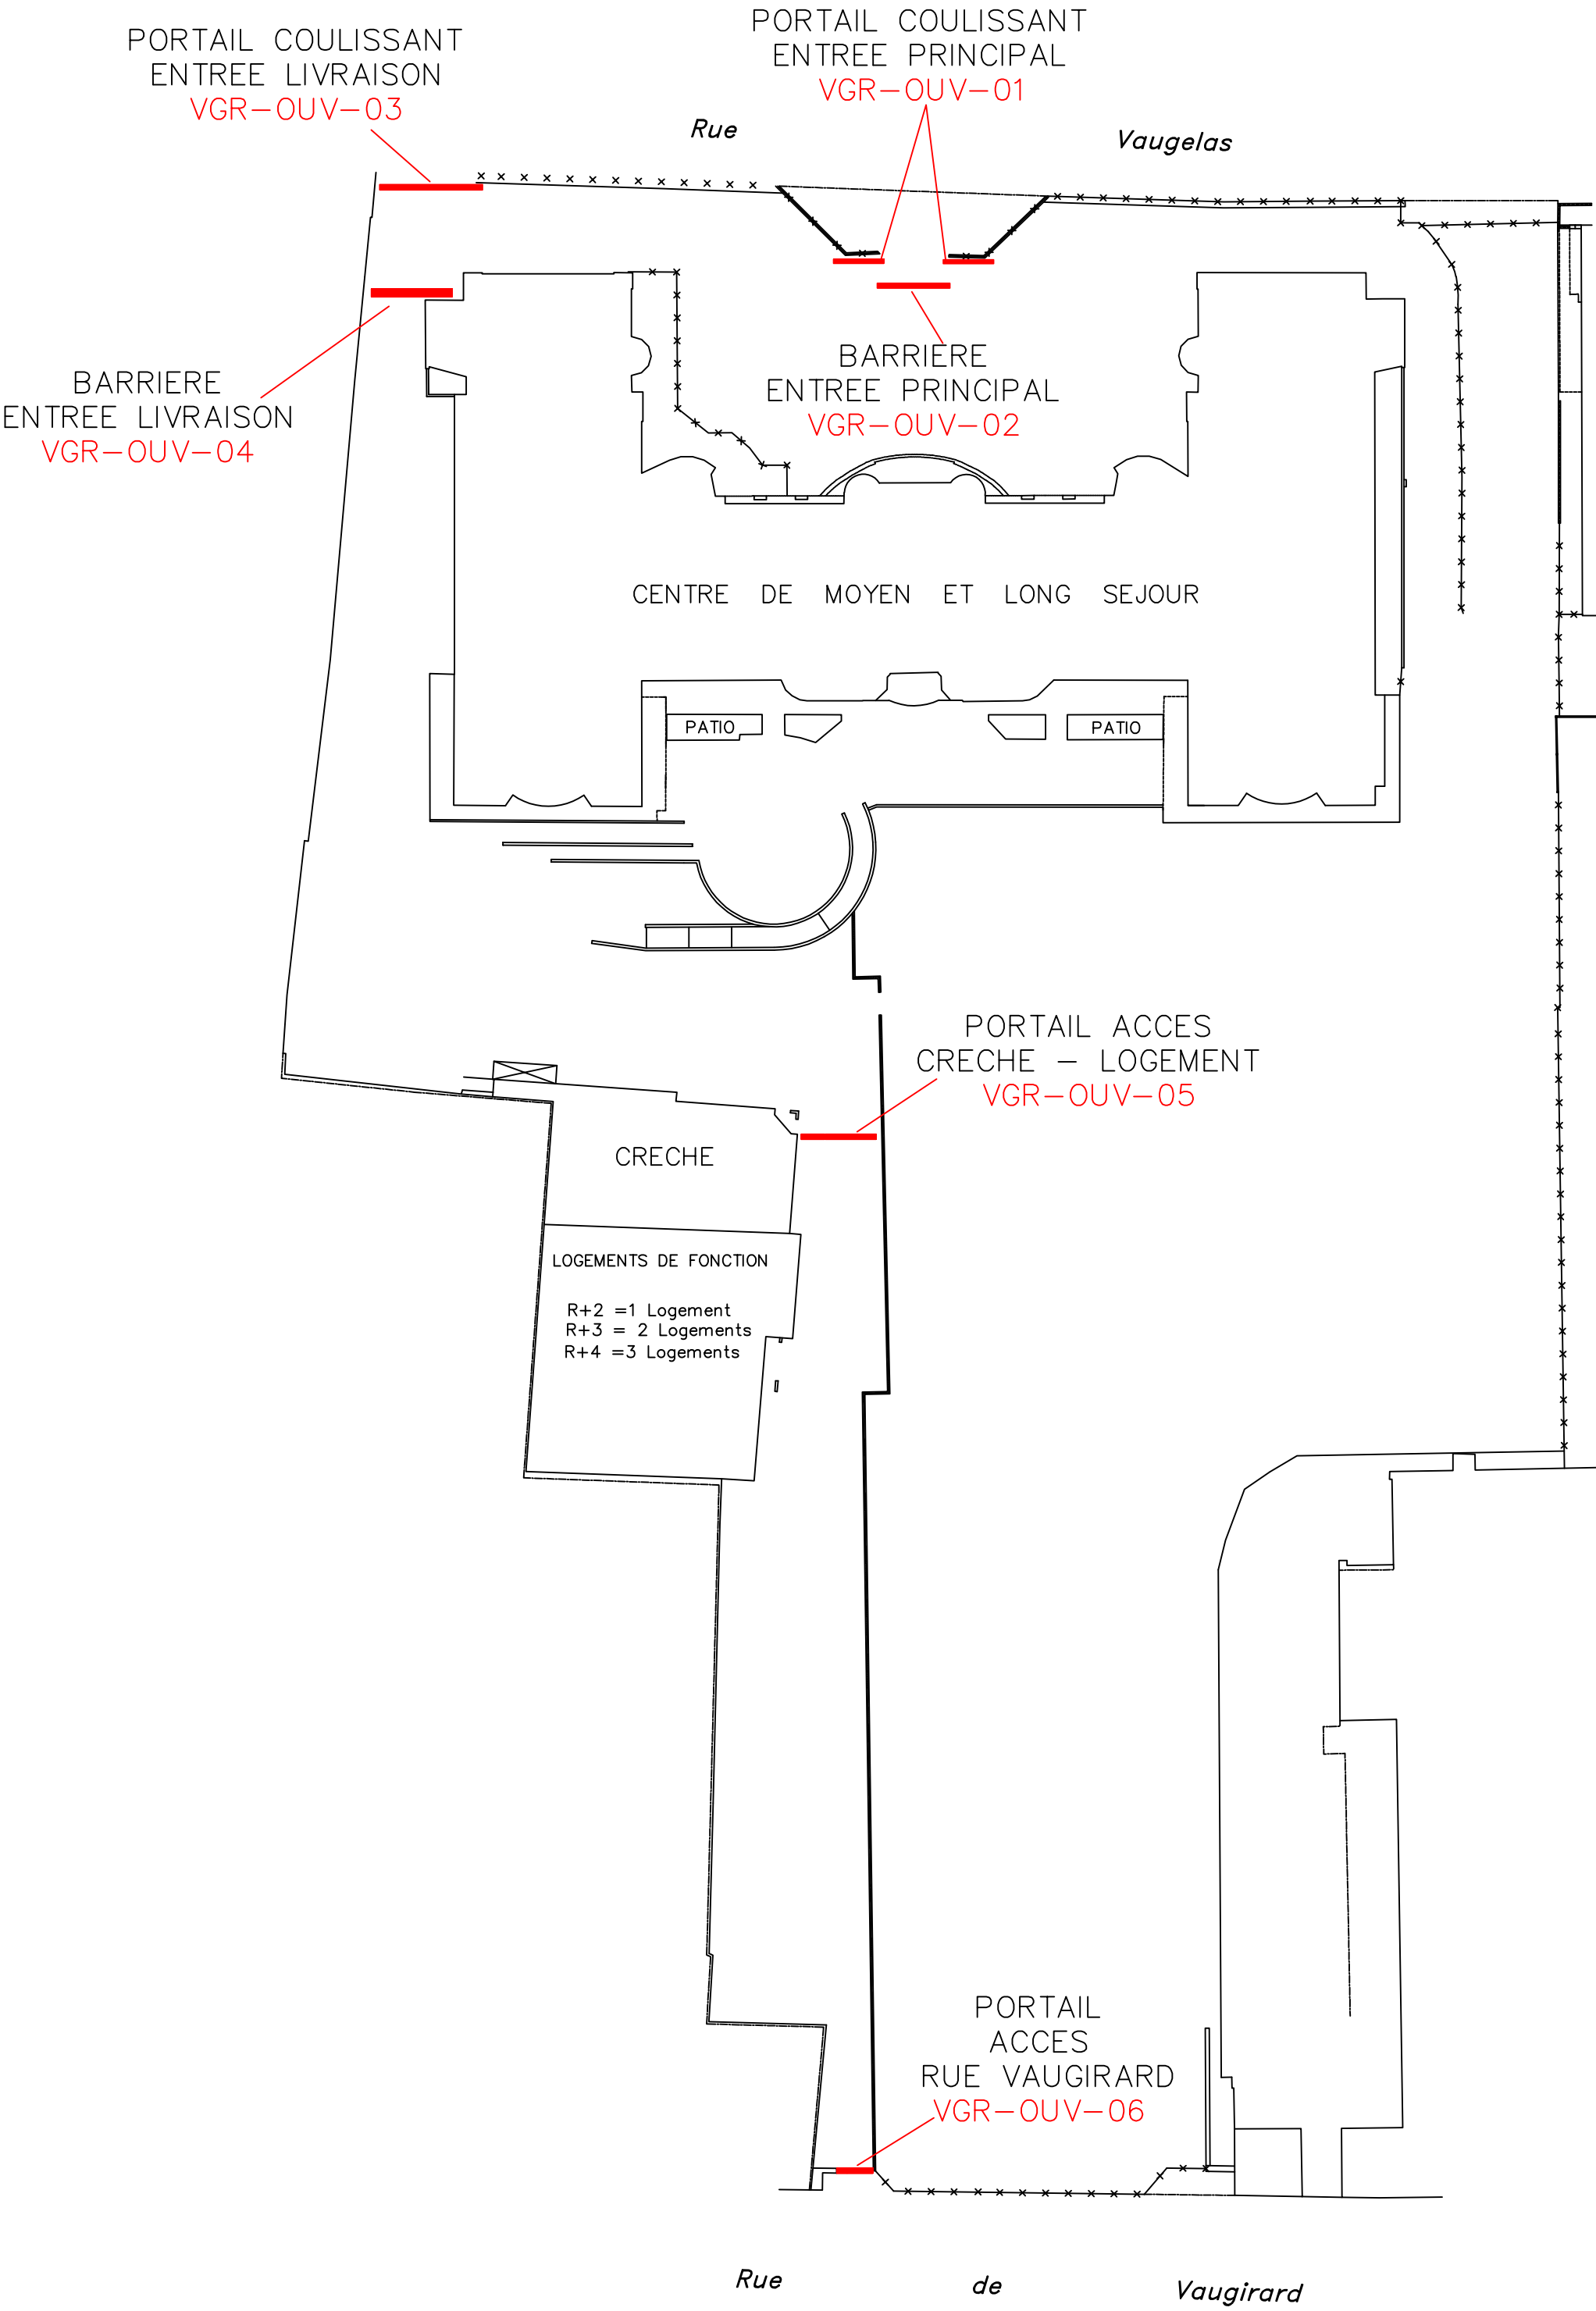 PORTAIL COULISSANT
ENTREE PRINCIPAL
VGR-OUV-01
PORTAIL COULISSANT
ENTREE LIVRAISON
VGR-OUV-03
Rue Vaugelas
BARRIERE
ENTREE PRINCIPAL
VGR-OUV-02
BARRIERE
ENTREE LIVRAISON
VGR-OUV-04
CENTRE DE MOYEN ET LONG SEJOUR
PATIO
PATIO
PORTAIL ACCES
CRECHE - LOGEMENT
VGR-OUV-05
CRECHE
LOGEMENTS DE FONCTION
R+2 =1 Logement
R+3 = 2 Logements
R+4 =3 Logements
PORTAIL
ACCES
RUE VAUGIRARD
VGR-OUV-06
Rue de Vaugirard